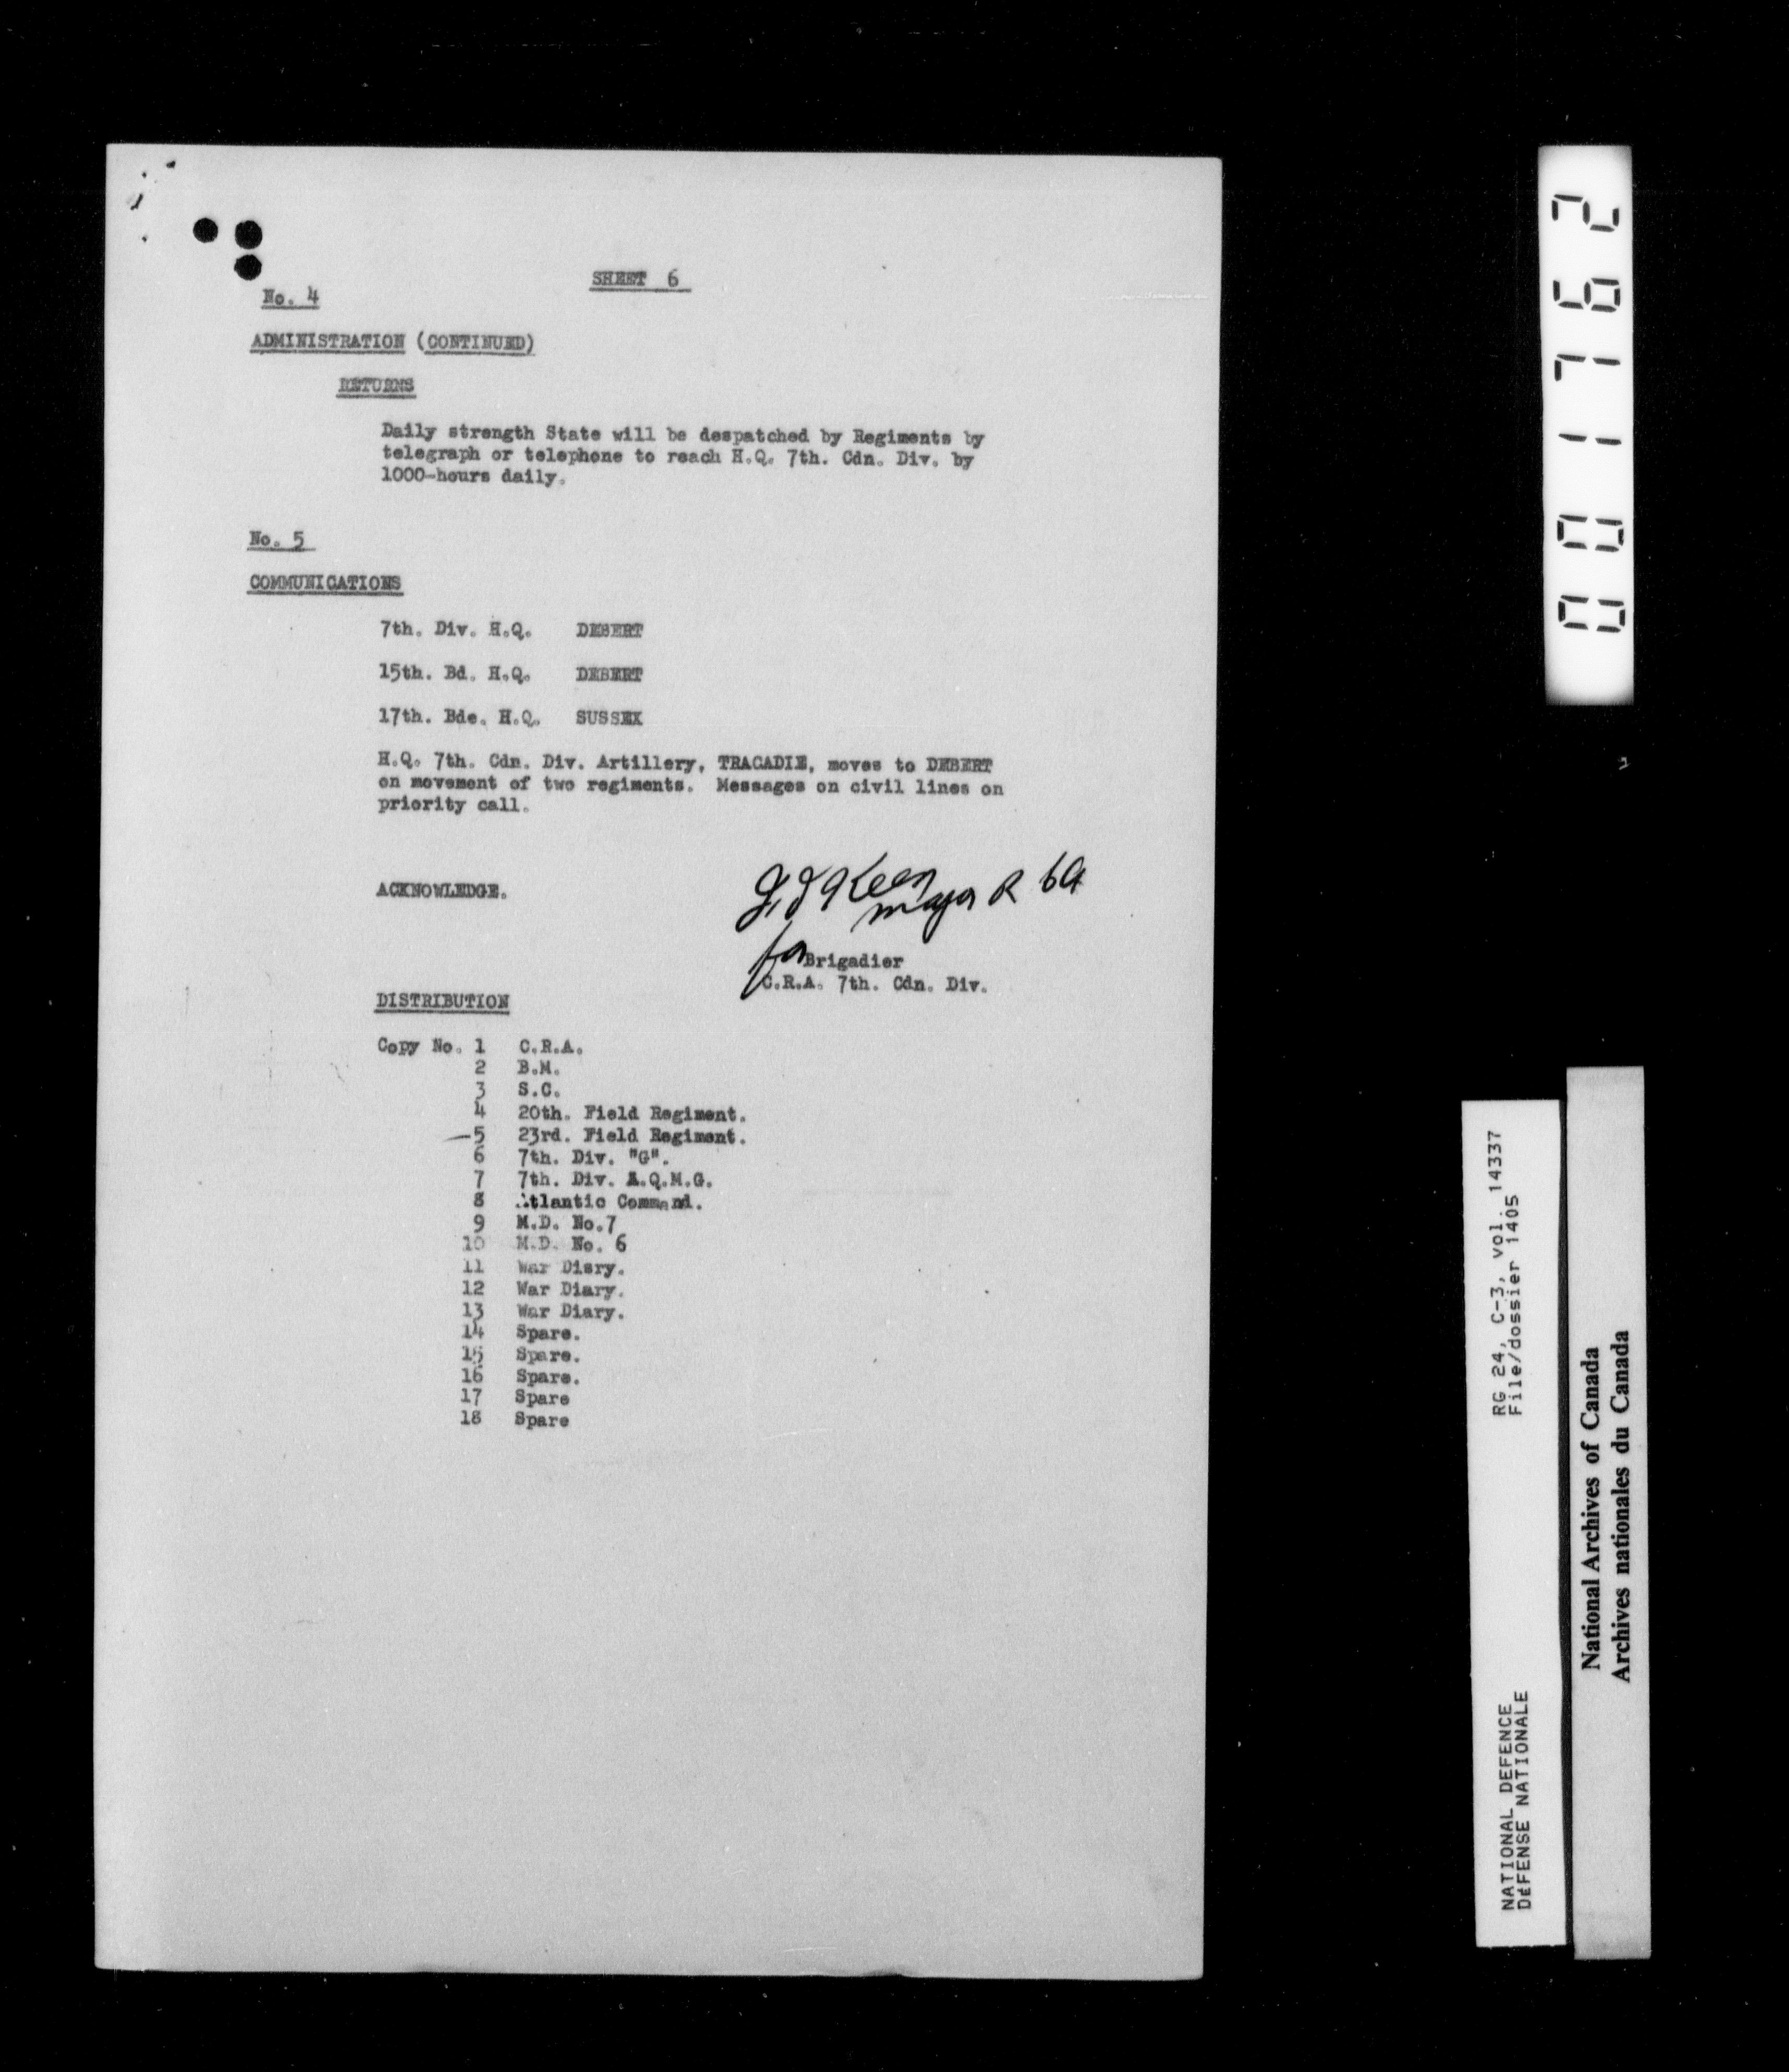 SHEET 6
No. 4
ADMINISTRATION (CONTINUED)
RETURNS
Daily strength State will be despatched by Regiments by
telegraph or telephone to reach H.Q. 7th. Cdn. Div. by
1000-hours daily.
No. 5
COMMUNICATIONS
7th. Div. H.Q. DEBERT
15th. Bd. H.Q. DEBERT
17th. Bde. H.Q. SUSSEX
H.Q. 7th. Cdn. Div. Artillery, TRACADIE, moves to DEBERT
on movement of two regiments. Messages on civil lines on
priority call.
ACKNOWLEDGE.
Keen
Major R
for Brigadier
C.R.A. 7th. Cdn. Div.
DISTRIBUTION
Copy No. 1 C.R.A.
2 B.M.
3 S.C.
4 20th. Field Regiment.
—5 23rd. Field Regiment.
6 7th. Div. "G".
7 7th. Div. A.Q.M.G.
8 Atlantic Command.
9 M.D. No.7
10 M.D. No. 6
11 War Diary.
12 War Diary.
13 War Diary.
14 Spare.
15 Spare.
16 Spare.
17 Spare
18 Spare
001762
RG 24, C-3, vol. 14337
File/dossier 1405
NATIONAL DEFENCE
DÉFENSE NATIONALE
National Archives of Canada
Archives nationales du Canada